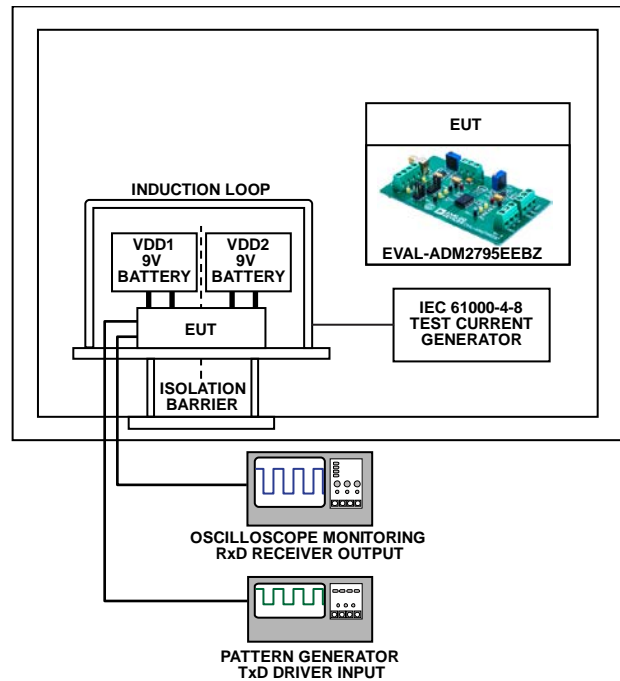 EUT
EVAL-ADM2795EEBZ
INDUCTION LOOP
VDD1
9V
BATTERY
VDD2
9V
BATTERY
EUT
IEC 61000-4-8
TEST CURRENT
GENERATOR
ISOLATION
BARRIER
OSCILLOSCOPE MONITORING
RxD RECEIVER OUTPUT
PATTERN GENERATOR
TxD DRIVER INPUT